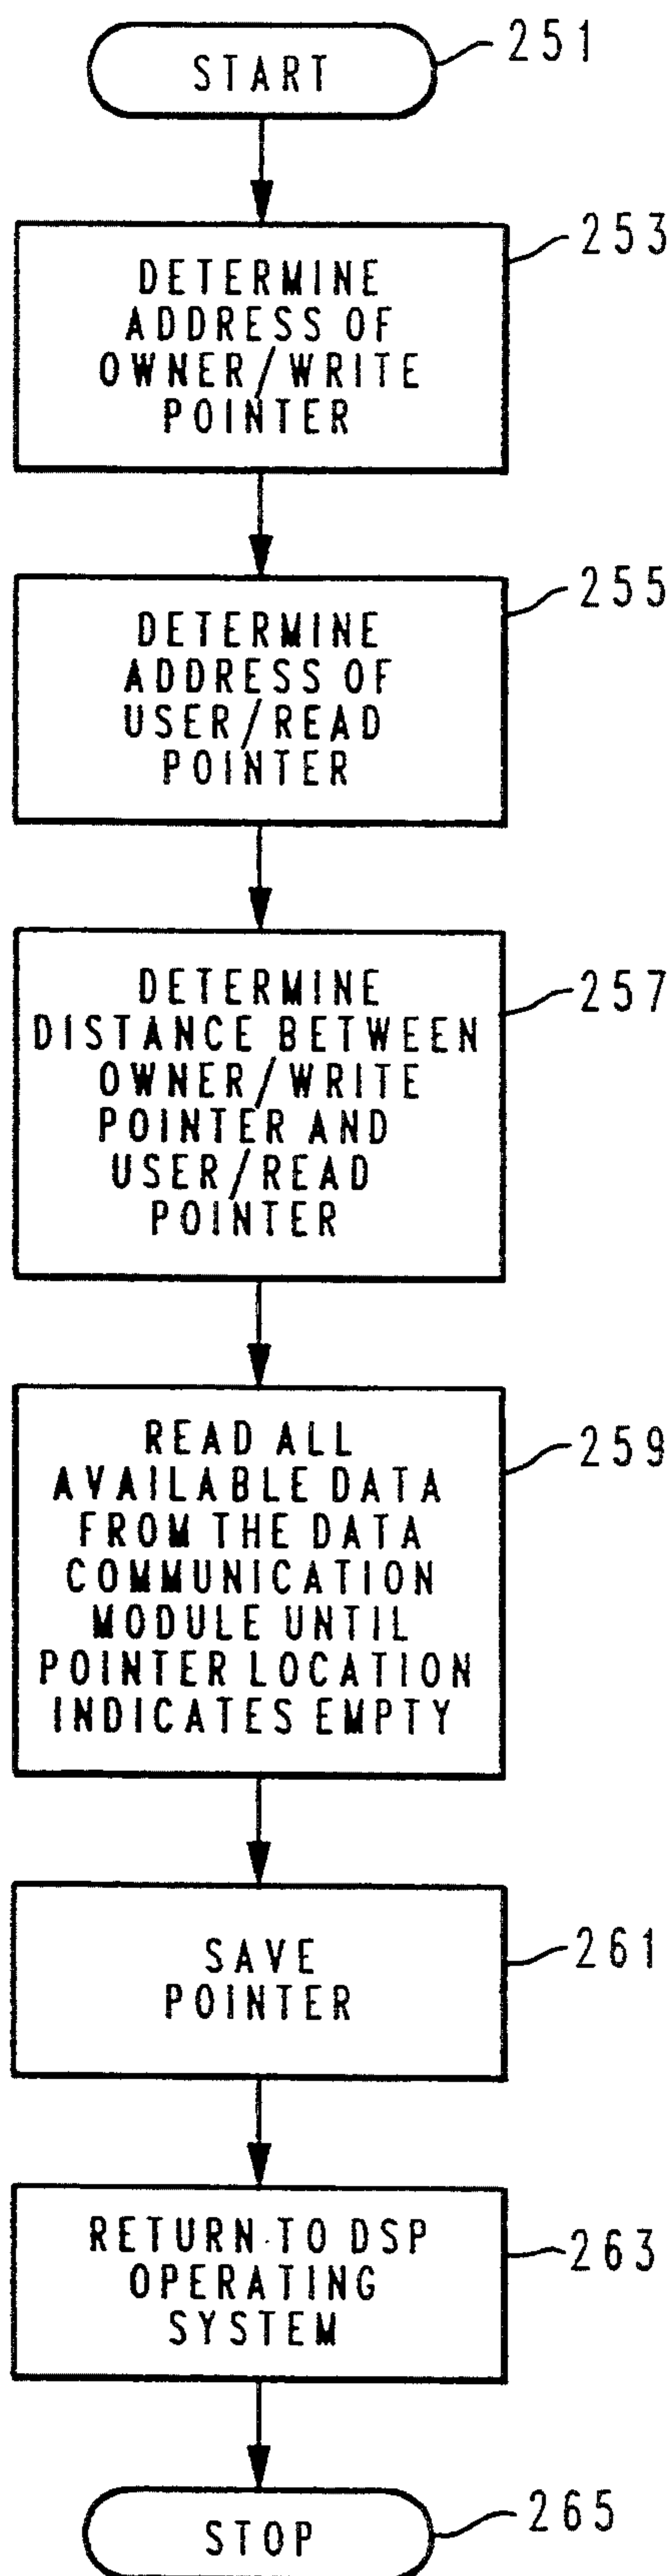 START
251
DETERMINE
ADDRESS OF
OWNER/WRITE
POINTER
253
DETERMINE
ADDRESS OF
USER/READ
POINTER
255
DETERMINE
DISTANCE BETWEEN
OWNER/WRITE
POINTER AND
USER/READ
POINTER
257
READ ALL
AVAILABLE DATA
FROM THE DATA
COMMUNICATION
MODULE UNTIL
POINTER LOCATION
INDICATES EMPTY
259
SAVE
POINTER
261
RETURN TO DSP
OPERATING
SYSTEM
263
STOP
265